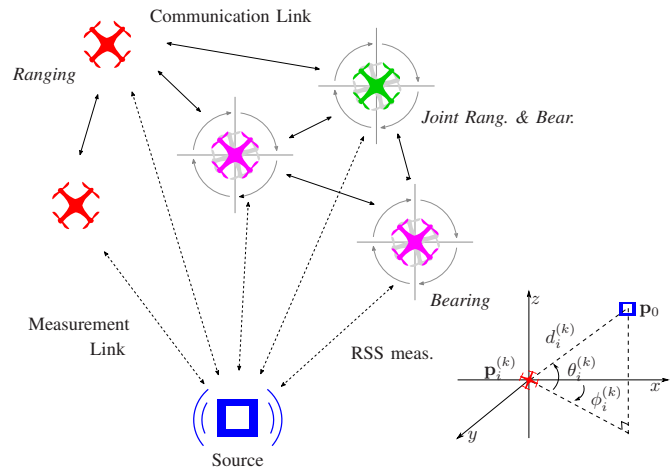 Communication Link
Ranging
Joint Rang. & Bear.
Bearing
Measurement
Link
RSS meas.
Source
z
p₀
d_i^(k)
p_i^(k)
θ_i^(k)
x
ϕ_i^(k)
y